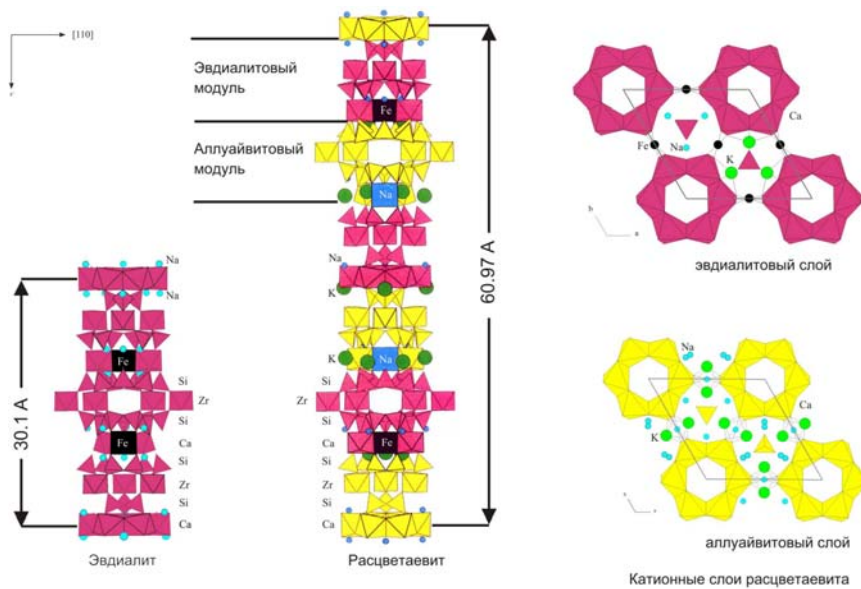 [110]
c
Эвдиалитовый
модуль
Аллуайвитовый
модуль
Fe
Na
Na
K
60.97 A
K
Na
Si
Zr
Fe
Ca
Si
Zr
Si
Ca
Расцветаевит
Na
Na
30.1 A
Fe
Si
Zr
Si
Fe
Ca
Si
Zr
Si
Ca
Эвдиалит
Ca
Fe
Na
K
b
a
эвдиалитовый слой
Na
Ca
K
аллуайвитовый слой
Катионные слои расцветаевита